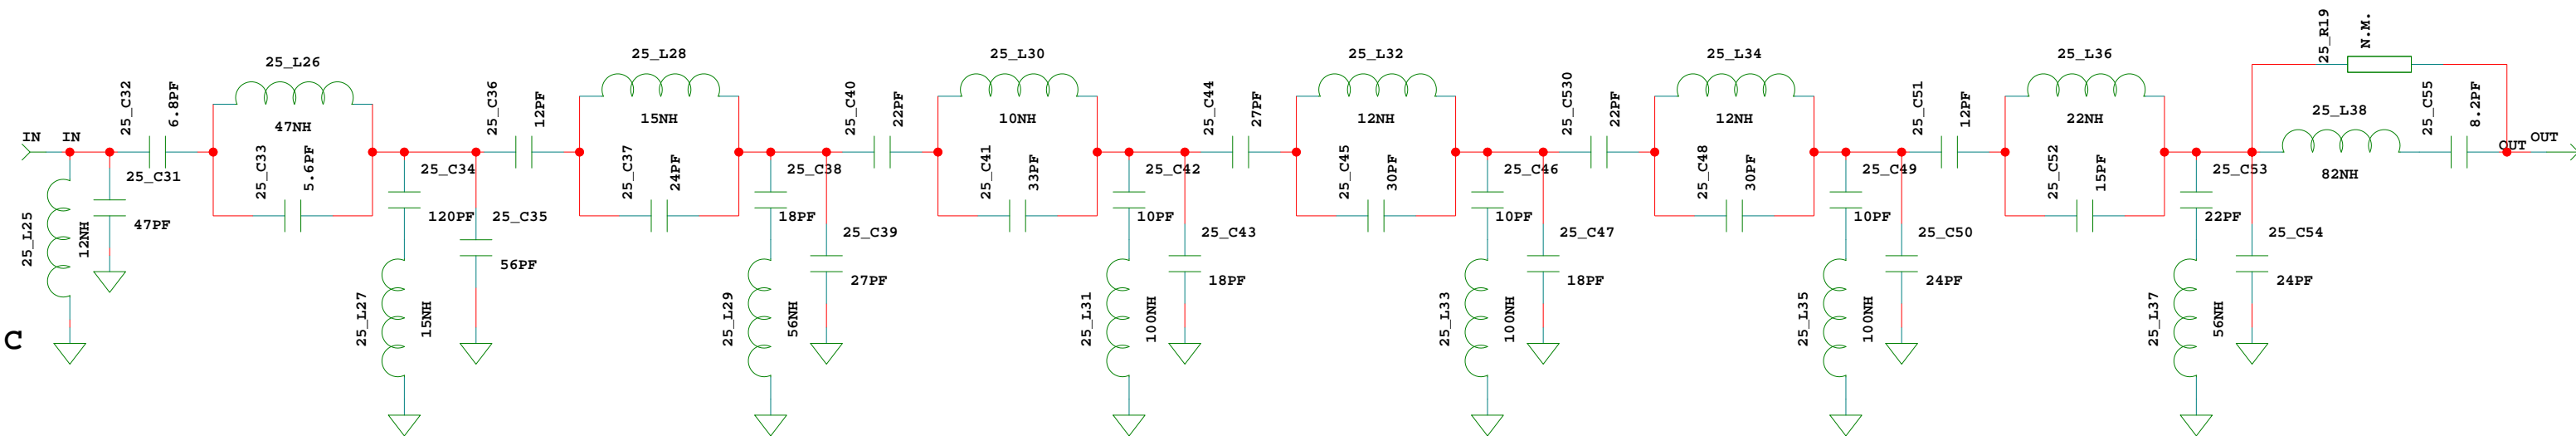 IN
IN
25_L25
12NH
25_C31
47PF
25_C32
6.8PF
25_L26
47NH
25_C33
5.6PF
25_C34
120PF
25_L27
15NH
25_C35
56PF
25_C36
12PF
25_L28
15NH
25_C37
24PF
25_C38
18PF
25_L29
56NH
25_C39
27PF
25_C40
22PF
25_L30
10NH
25_C41
33PF
25_C42
10PF
25_L31
100NH
25_C43
18PF
25_C44
27PF
25_L32
12NH
25_C45
30PF
25_C46
10PF
25_L33
100NH
25_C47
18PF
25_C530
22PF
25_L34
12NH
25_C48
30PF
25_C49
10PF
25_L35
100NH
25_C50
24PF
25_C51
12PF
25_L36
22NH
25_C52
15PF
25_C53
22PF
25_L37
56NH
25_C54
24PF
25_R19
N.M.
25_L38
82NH
25_C55
8.2PF
OUT
OUT
C